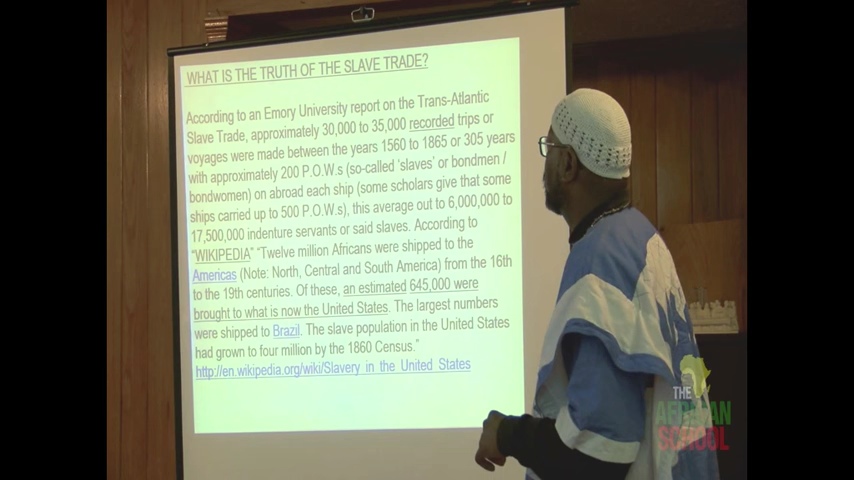 WHAT IS THE TRUTH OF THE SLAVE TRADE?
According to an Emory University report on the Trans-Atlantic
Slave Trade, approximately 30,000 to 35,000 recorded trips or
voyages were made between the years 1560 to 1865 or 305 years
with approximately 200 P.O.W.s (so-called 'slaves' or bondmen /
bondwomen) on abroad each ship (some scholars give that some
ships carried up to 500 P.O.W.s), this average out to 6,000,000 to
17,500,000 indenture servants or said slaves. According to
"WIKIPEDIA" "Twelve million Africans were shipped to the
Americas (Note: North, Central and South America) from the 16th
to the 19th centuries. Of these, an estimated 645,000 were
brought to what is now the United States. The largest numbers
were shipped to Brazil. The slave population in the United States
had grown to four million by the 1860 Census."
http://en.wikipedia.org/wiki/Slavery_in_the_United_States
THE
AFRICAN
SCHOOL